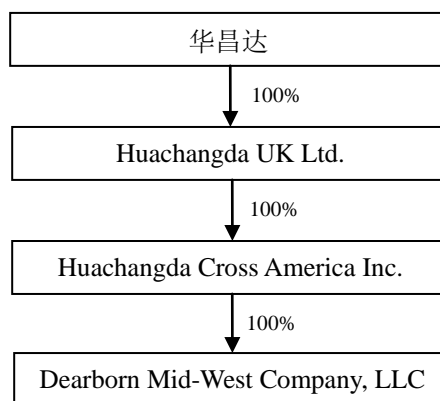 华昌达
100%
Huachangda UK Ltd.
100%
Huachangda Cross America Inc.
100%
Dearborn Mid-West Company, LLC